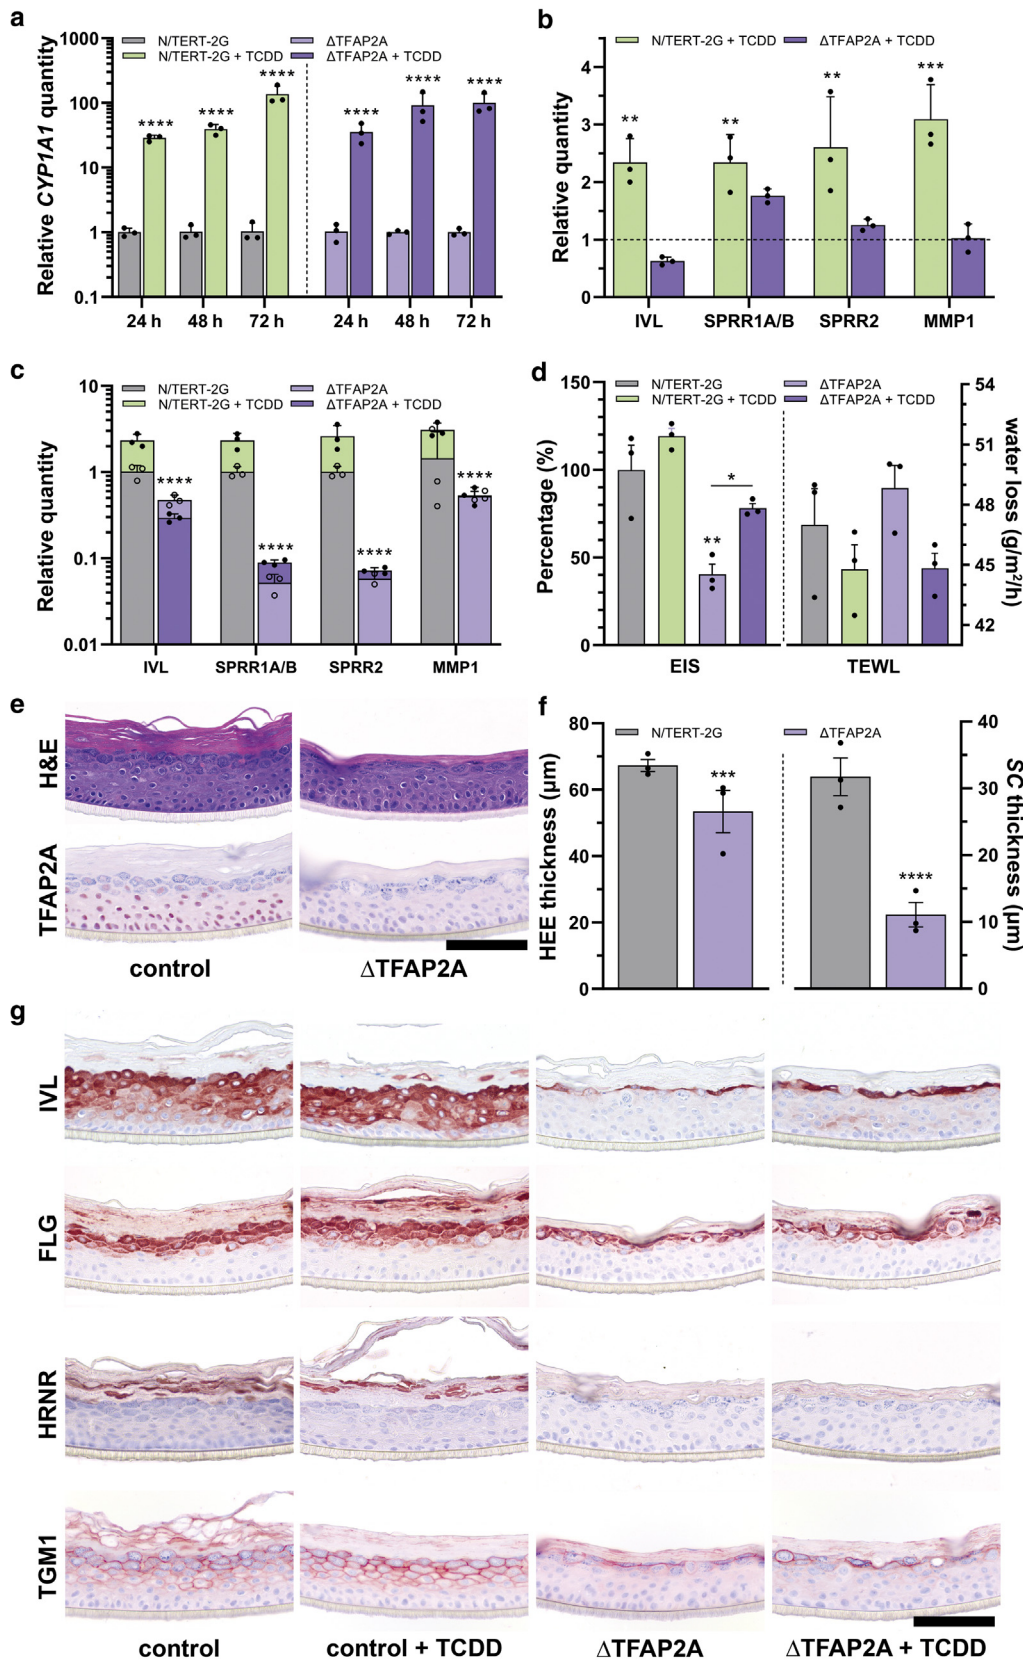 a
Relative CYP1A1 quantity
N/TERT-2G
ΔTFAP2A
N/TERT-2G + TCDD
ΔTFAP2A + TCDD
1000
100
10
1
0.1
****
****
****
****
****
****
24 h
48 h
72 h
24 h
48 h
72 h
b
Relative quantity
N/TERT-2G + TCDD
ΔTFAP2A + TCDD
4
3
2
1
0
**
**
**
***
IVL
SPRR1A/B
SPRR2
MMP1
c
Relative quantity
N/TERT-2G
ΔTFAP2A
N/TERT-2G + TCDD
ΔTFAP2A + TCDD
10
1
0.1
0.01
****
****
****
****
IVL
SPRR1A/B
SPRR2
MMP1
d
Percentage (%)
N/TERT-2G
ΔTFAP2A
N/TERT-2G + TCDD
ΔTFAP2A + TCDD
150
100
50
0
**
*
54
51
48
45
42
water loss (g/m²/h)
EIS
TEWL
e
H&E
TFAP2A
control
ΔTFAP2A
f
HEE thickness (µm)
N/TERT-2G
ΔTFAP2A
80
60
40
20
0
***
****
40
30
20
10
0
SC thickness
(µm)
g
IVL
FLG
HRNR
TGM1
control
control + TCDD
ΔTFAP2A
ΔTFAP2A + TCDD